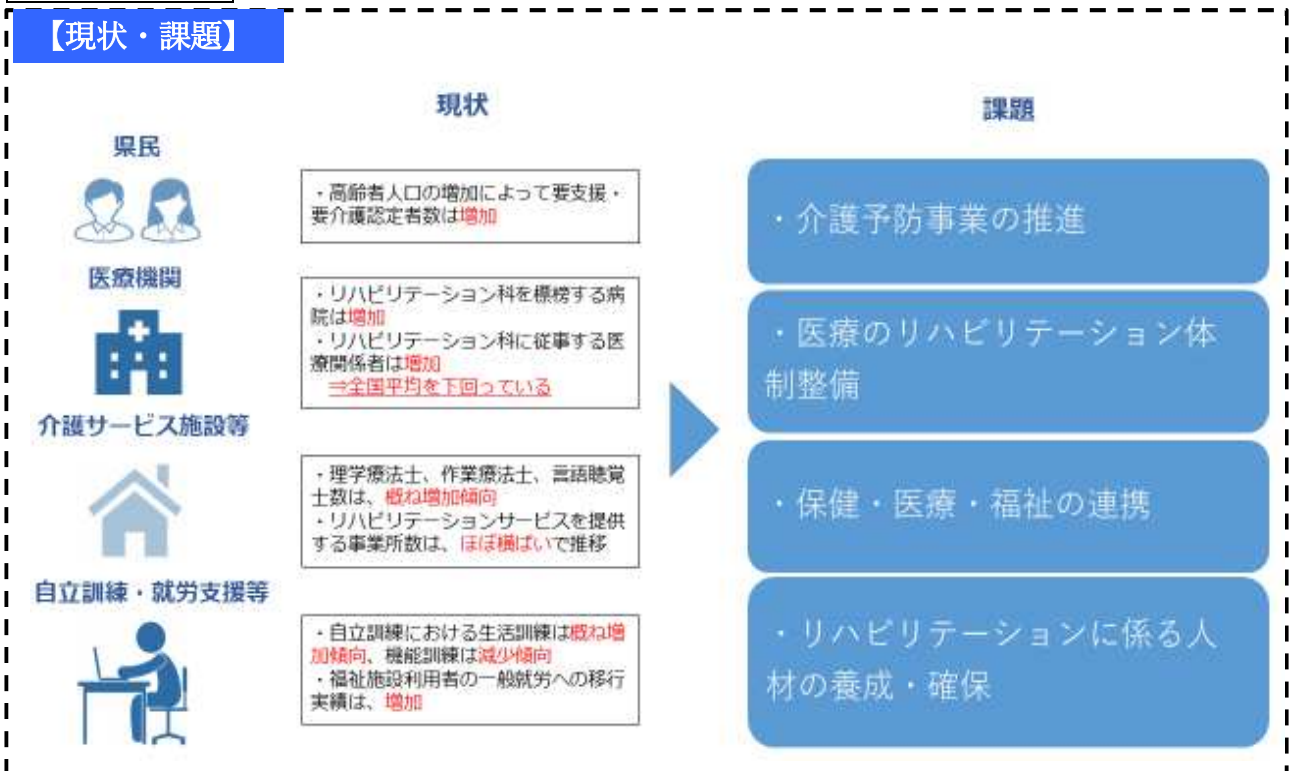 【現状・課題】
現状
課題
県民
・高齢者人口の増加によって要支援・
要介護認定者数は増加
医療機関
・リハビリテーション科を標榜する病
院は増加
・リハビリテーション科に従事する医
療関係者は増加
⇒全国平均を下回っている
介護サービス施設等
・理学療法士、作業療法士、言語聴覚
士数は、概ね増加傾向
・リハビリテーションサービスを提供
する事業所数は、ほぼ横ばいで推移
自立訓練・就労支援等
・自立訓練における生活訓練は概ね増
加傾向、機能訓練は減少傾向
・福祉施設利用者の一般就労への移行
実績は、増加
・介護予防事業の推進
・医療のリハビリテーション体
制整備
・保健・医療・福祉の連携
・リハビリテーションに係る人
材の養成・確保